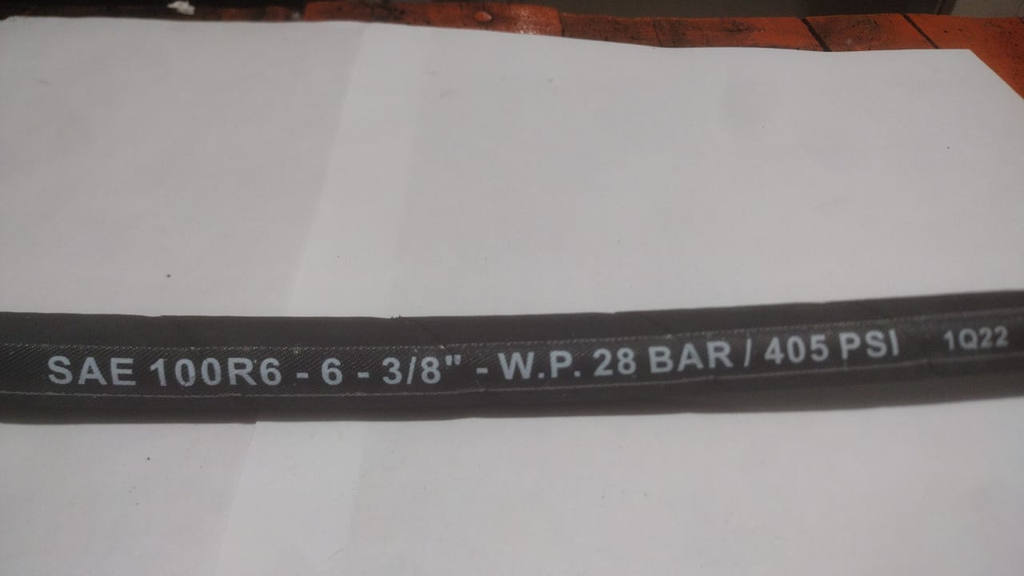 SAE 100R6 - 6 - 3/8" - W.P. 28 BAR / 405 PSI 1Q22